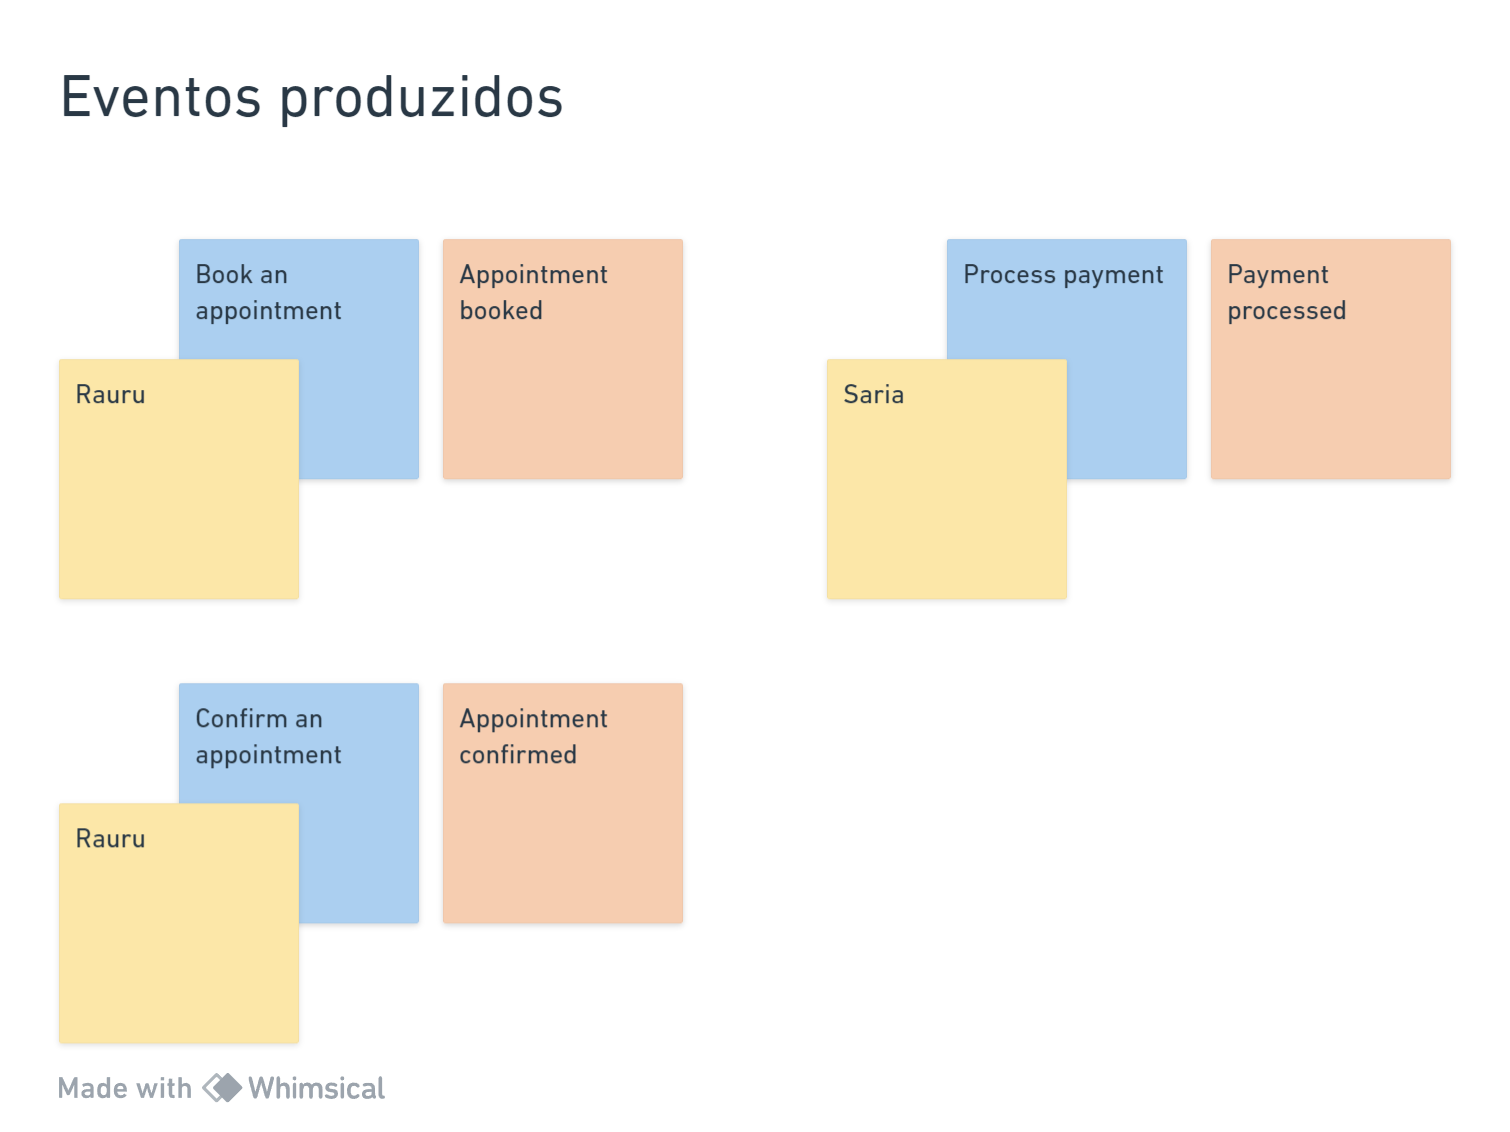 Eventos produzidos
Book an
appointment
Appointment
booked
Rauru
Process payment
Payment
processed
Saria
Confirm an
appointment
Appointment
confirmed
Rauru
Made with Whimsical